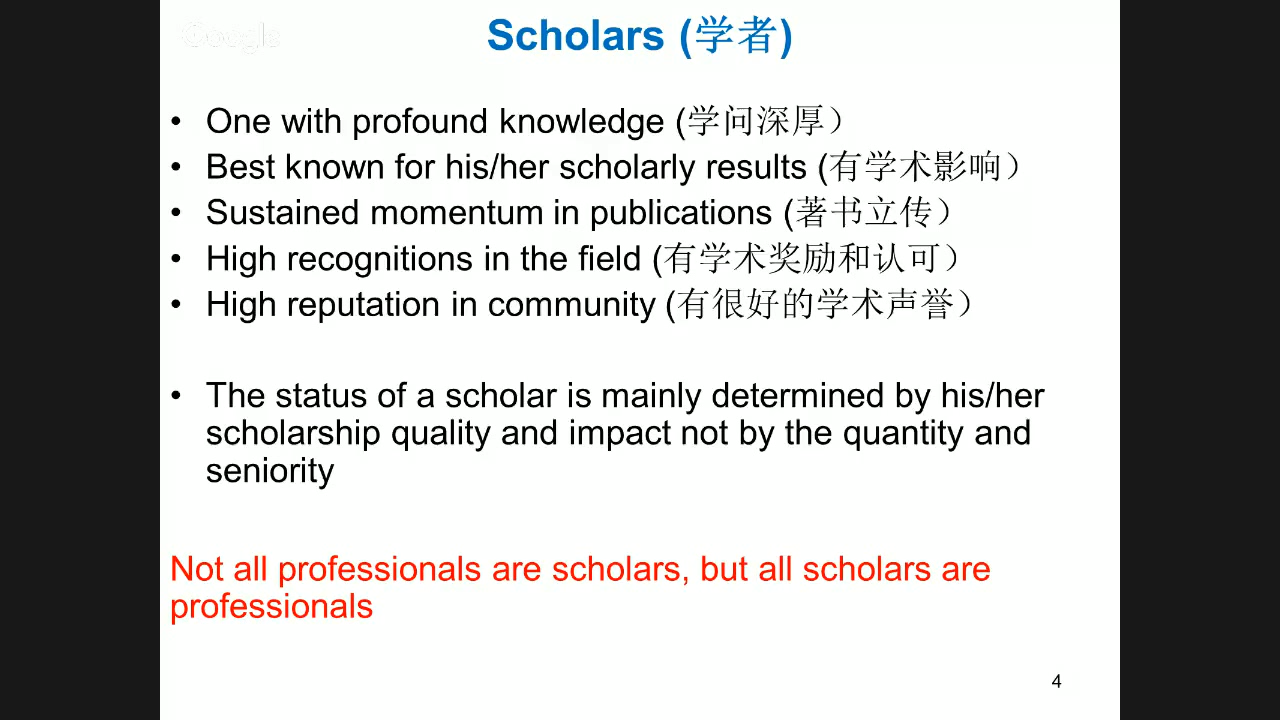 Google
Scholars (学者)
• One with profound knowledge (学问深厚）
• Best known for his/her scholarly results (有学术影响）
• Sustained momentum in publications (著书立传）
• High recognitions in the field (有学术奖励和认可）
• High reputation in community (有很好的学术声誉）
• The status of a scholar is mainly determined by his/her
scholarship quality and impact not by the quantity and
seniority
Not all professionals are scholars, but all scholars are
professionals
4